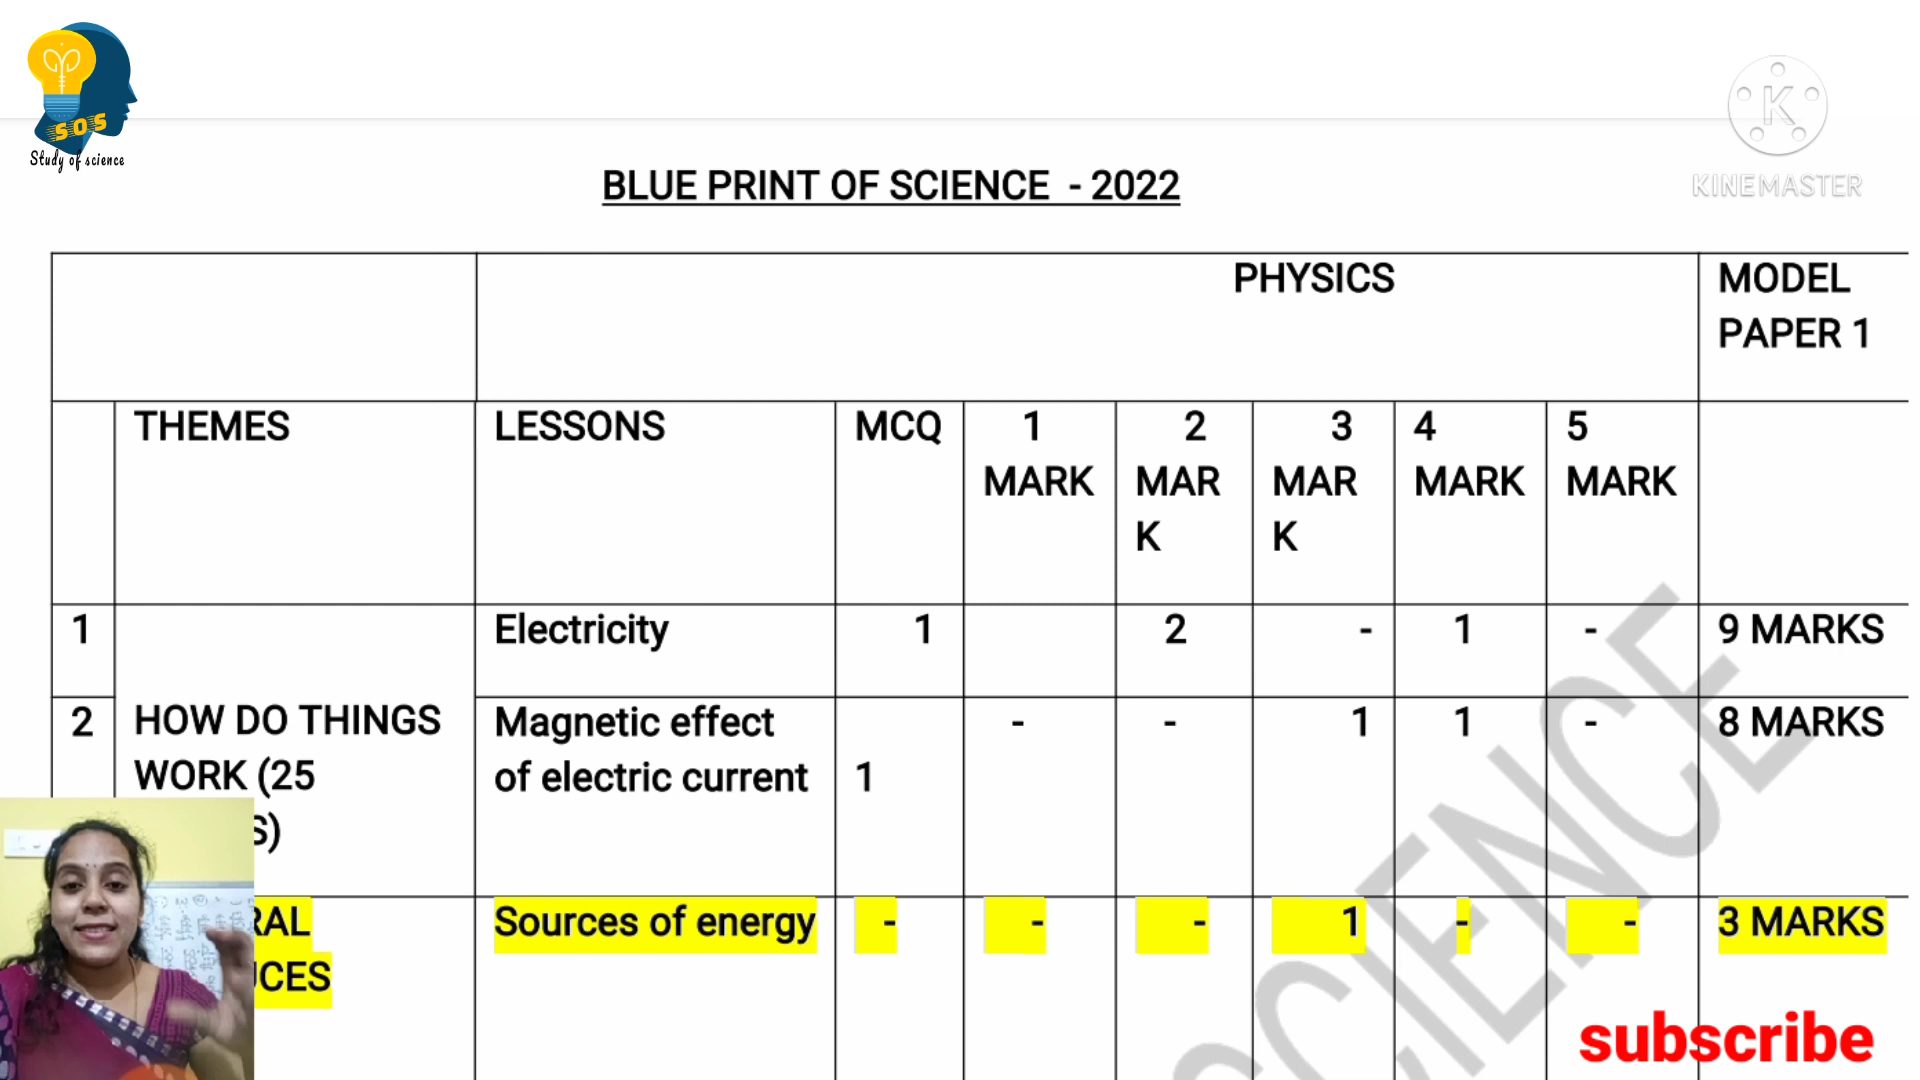 SOS
Study of science
KINEMASTER
BLUE PRINT OF SCIENCE - 2022
PHYSICS
MODEL
PAPER 1
THEMES LESSONS MCQ 1 2 3 4 5
MARK MAR MAR MARK MARK
K K
1 Electricity 1 2 - 1 - 9 MARKS
2 HOW DO THINGS Magnetic effect - - 1 1 - 8 MARKS
WORK (25 of electric current 1
S)
RAL Sources of energy - - - 1 - - 3 MARKS
CES
SCIENCE
subscribe